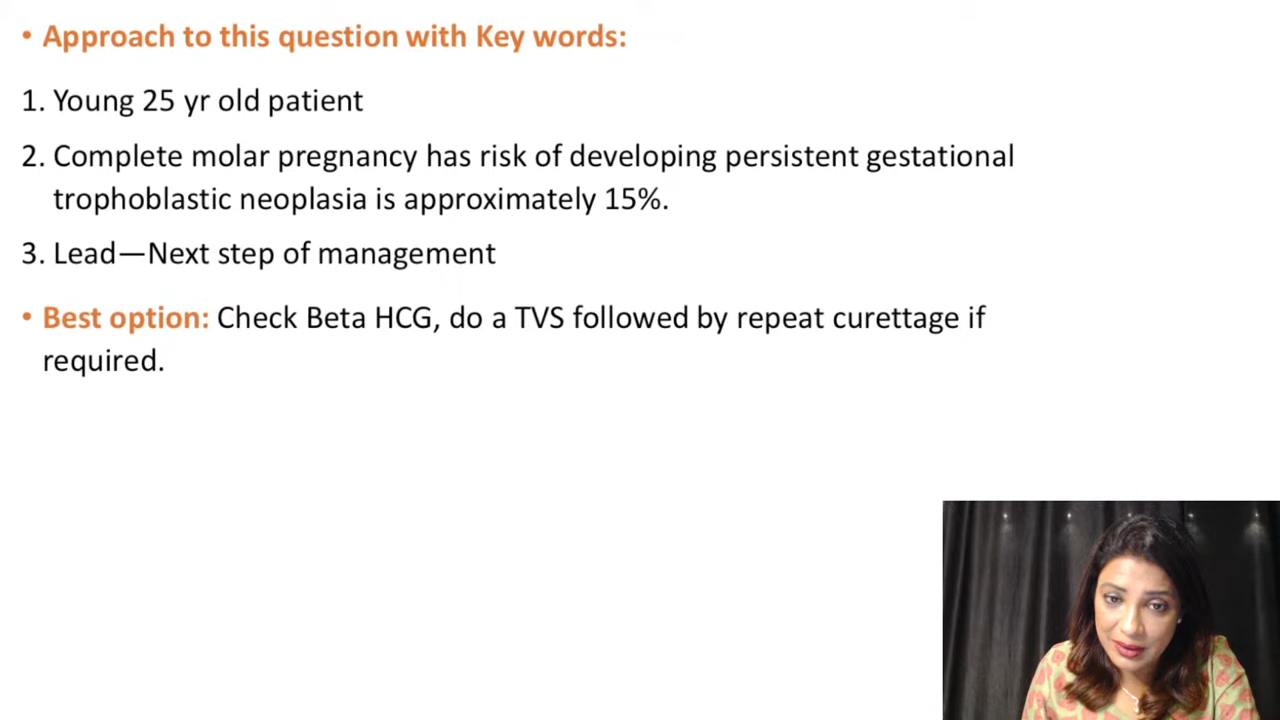 • Approach to this question with Key words:
1. Young 25 yr old patient
2. Complete molar pregnancy has risk of developing persistent gestational
trophoblastic neoplasia is approximately 15%.
3. Lead—Next step of management
• Best option: Check Beta HCG, do a TVS followed by repeat curettage if
required.